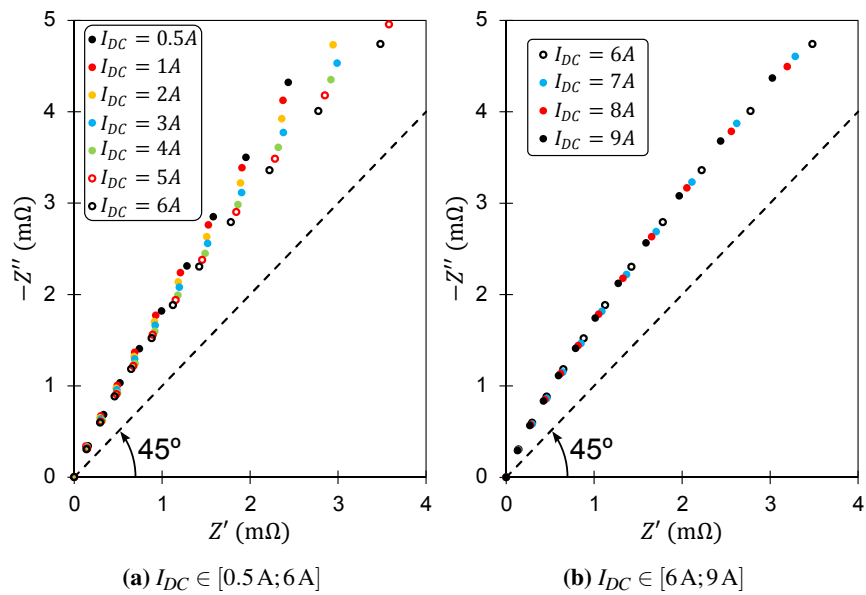 5
4
3
2
1
0
−Z′′ (mΩ)
I_DC = 0.5A
I_DC = 1A
I_DC = 2A
I_DC = 3A
I_DC = 4A
I_DC = 5A
I_DC = 6A
45º
0 1 2 3 4
Z′ (mΩ)
(a) I_DC ∈ [0.5 A; 6 A]
5
4
3
2
1
0
−Z′′ (mΩ)
I_DC = 6A
I_DC = 7A
I_DC = 8A
I_DC = 9A
45º
0 1 2 3 4
Z′ (mΩ)
(b) I_DC ∈ [6 A; 9 A]